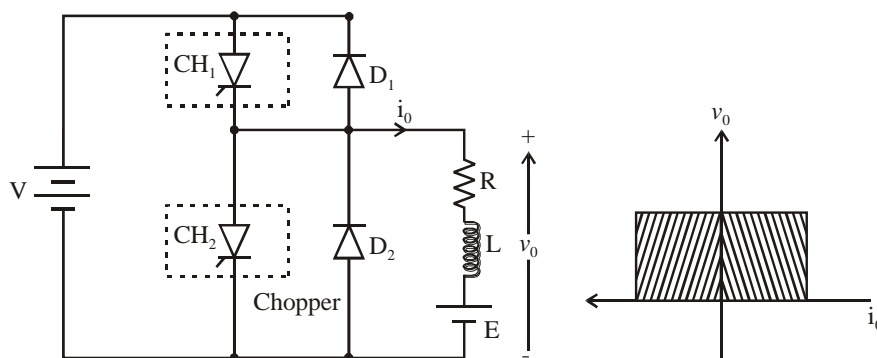 CH₁
D₁
i₀
v₀
+
R
V
CH₂
D₂
L
v₀
Chopper
E
i₀
-